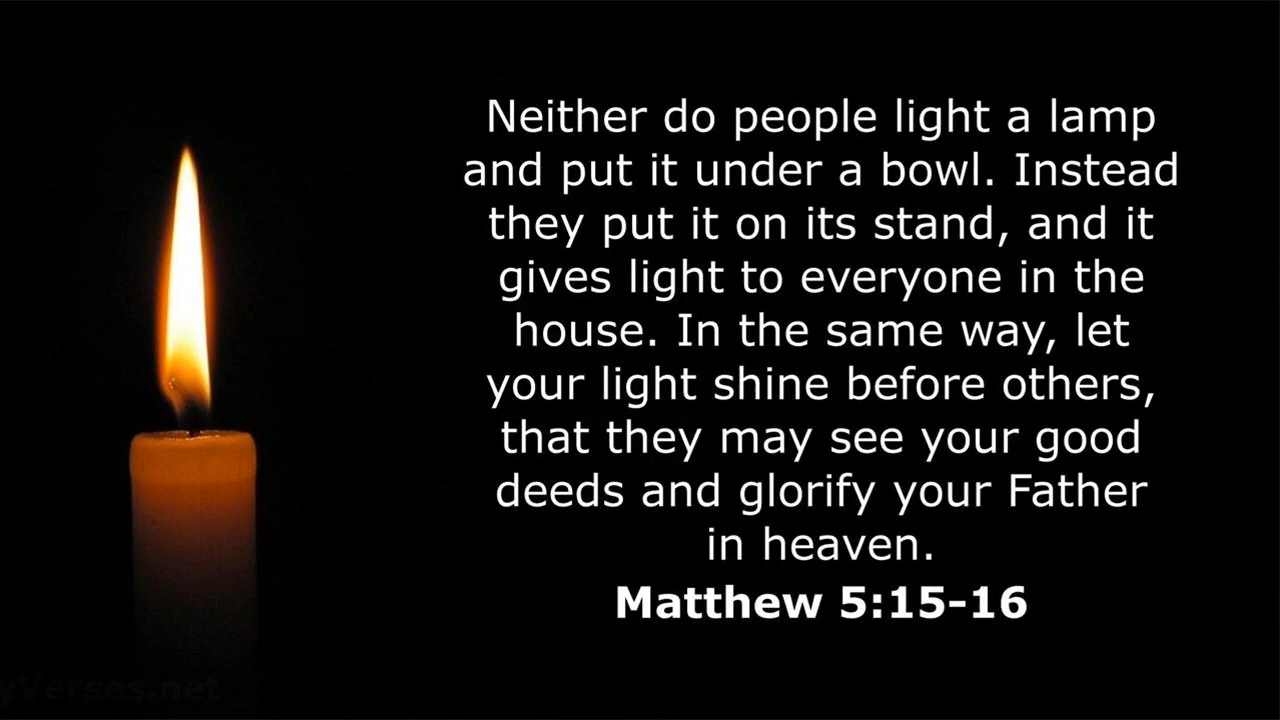 Neither do people light a lamp
and put it under a bowl. Instead
they put it on its stand, and it
gives light to everyone in the
house. In the same way, let
your light shine before others,
that they may see your good
deeds and glorify your Father
in heaven.
Matthew 5:15-16
yVerses.net